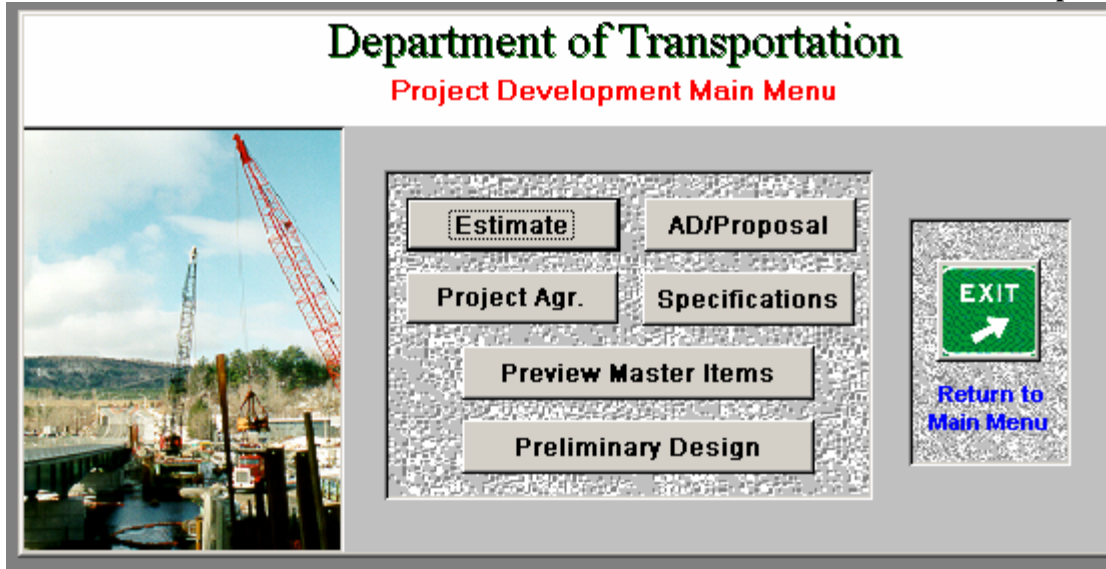 Department of Transportation
Project Development Main Menu
Estimate
AD/Proposal
Project Agr.
Specifications
Preview Master Items
Preliminary Design
EXIT
Return to
Main Menu